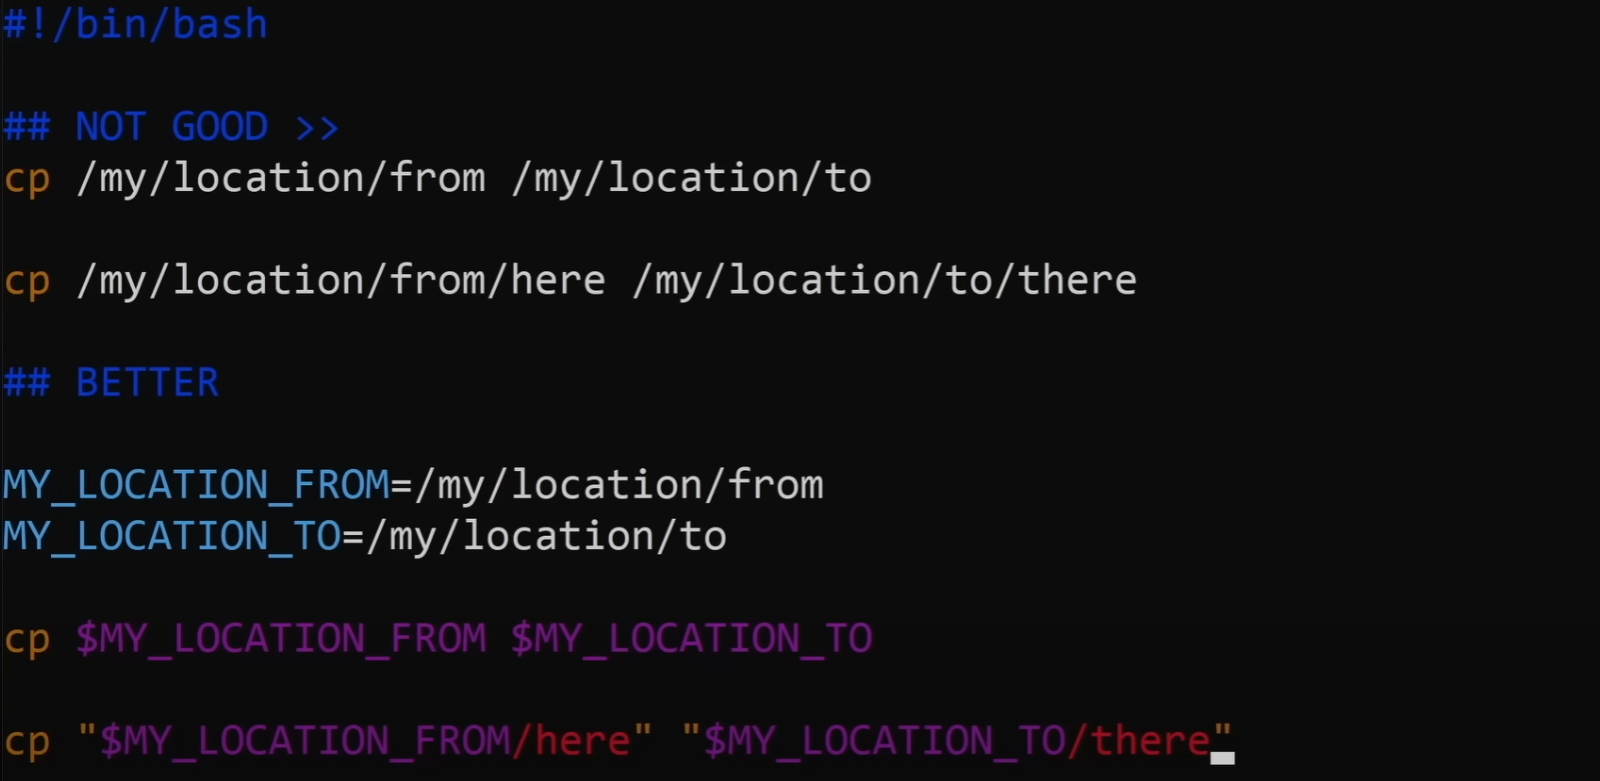 #!/bin/bash
## NOT GOOD >>
cp /my/location/from /my/location/to
cp /my/location/from/here /my/location/to/there
## BETTER
MY_LOCATION_FROM=/my/location/from
MY_LOCATION_TO=/my/location/to
cp $MY_LOCATION_FROM $MY_LOCATION_TO
cp "$MY_LOCATION_FROM/here" "$MY_LOCATION_TO/there"